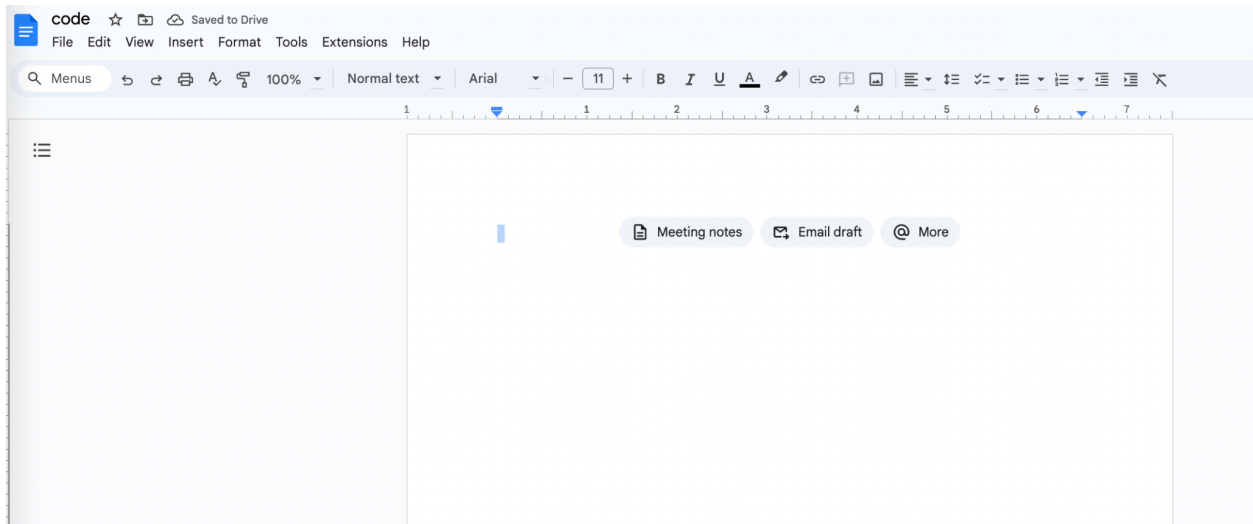 code Saved to Drive
File Edit View Insert Format Tools Extensions Help
Menus 100% Normal text Arial 11 B I U A
1 1 2 3 4 5 6 7
Meeting notes Email draft More